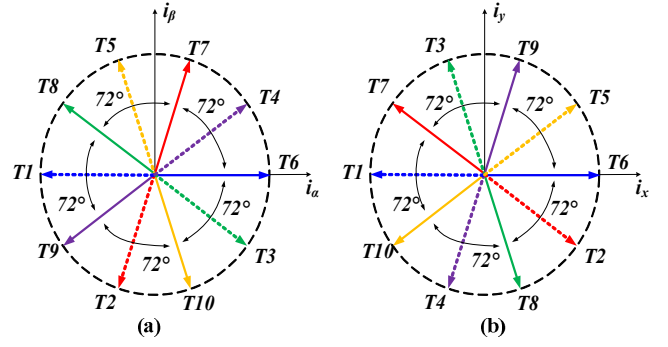 iβ
T5 T7
T8 72° 72° T4
T1 T6
iα
72° 72°
T9 T3
72°
T2 T10
(a)
iy
T3 T9
T7 72° 72° T5
T1 T6
ix
72° 72°
T10 T2
72°
T4 T8
(b)